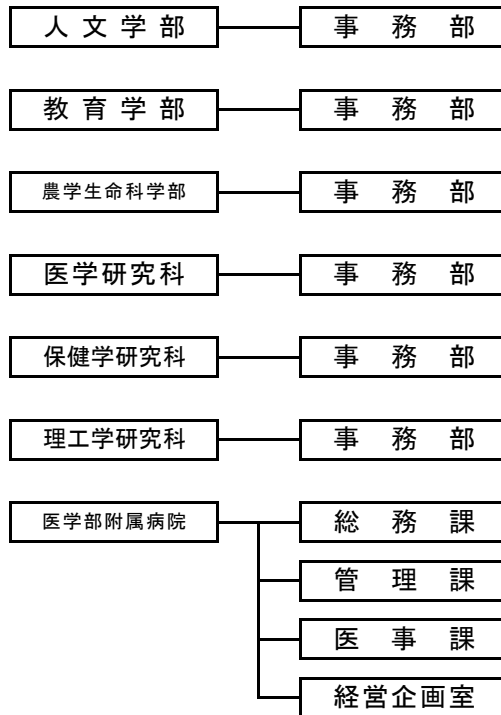 人文学部 事務部
教育学部 事務部
農学生命科学部 事務部
医学研究科 事務部
保健学研究科 事務部
理工学研究科 事務部
医学部附属病院 総務課
管理課
医事課
経営企画室